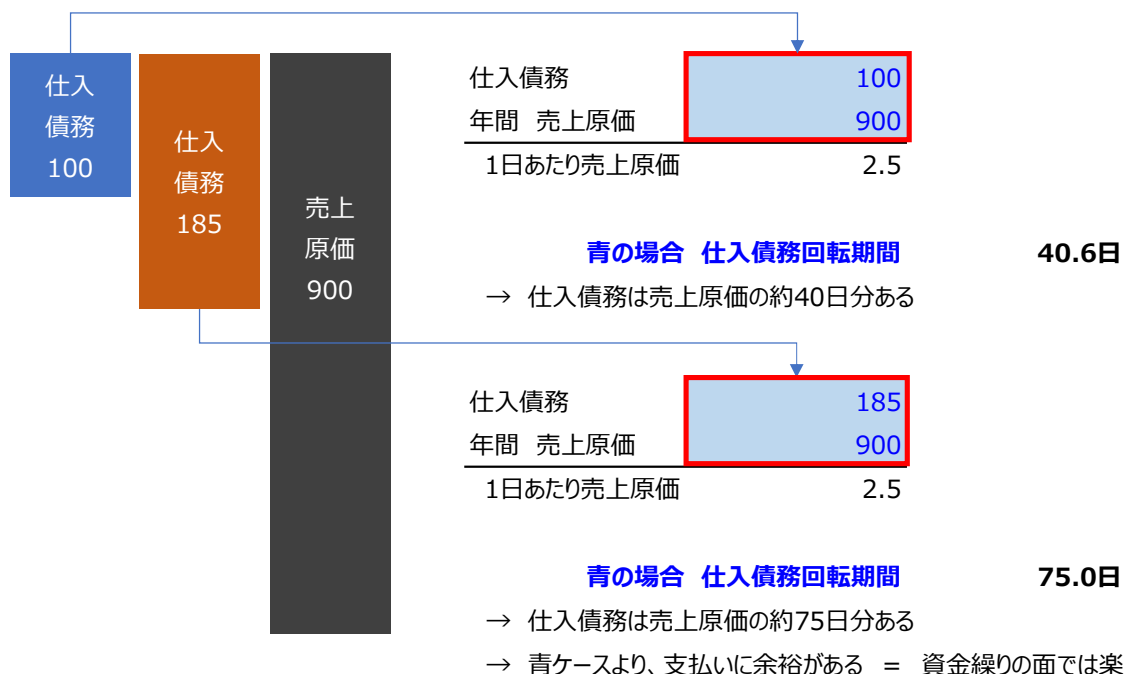 仕入
債務
100
仕入
債務
185
売上
原価
900
仕入債務 100
年間 売上原価 900
1日あたり売上原価 2.5
青の場合 仕入債務回転期間 40.6日
→ 仕入債務は売上原価の約40日分ある
仕入債務 185
年間 売上原価 900
1日あたり売上原価 2.5
青の場合 仕入債務回転期間 75.0日
→ 仕入債務は売上原価の約75日分ある
→ 青ケースより、支払いに余裕がある = 資金繰りの面では楽